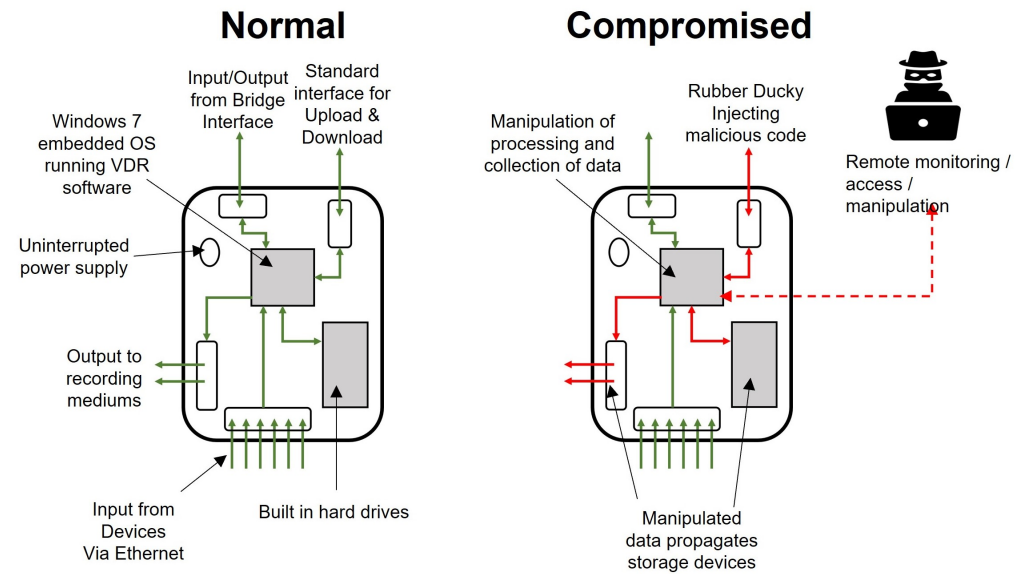 Normal
Input/Output
from Bridge
Interface
Standard
interface for
Upload &
Download
Windows 7
embedded OS
running VDR
software
Uninterrupted
power supply
Output to
recording
mediums
Input from
Devices
Via Ethernet
Built in hard drives
Compromised
Manipulation of
processing and
collection of data
Rubber Ducky
Injecting
malicious code
Remote monitoring /
access /
manipulation
Manipulated
data propagates
storage devices